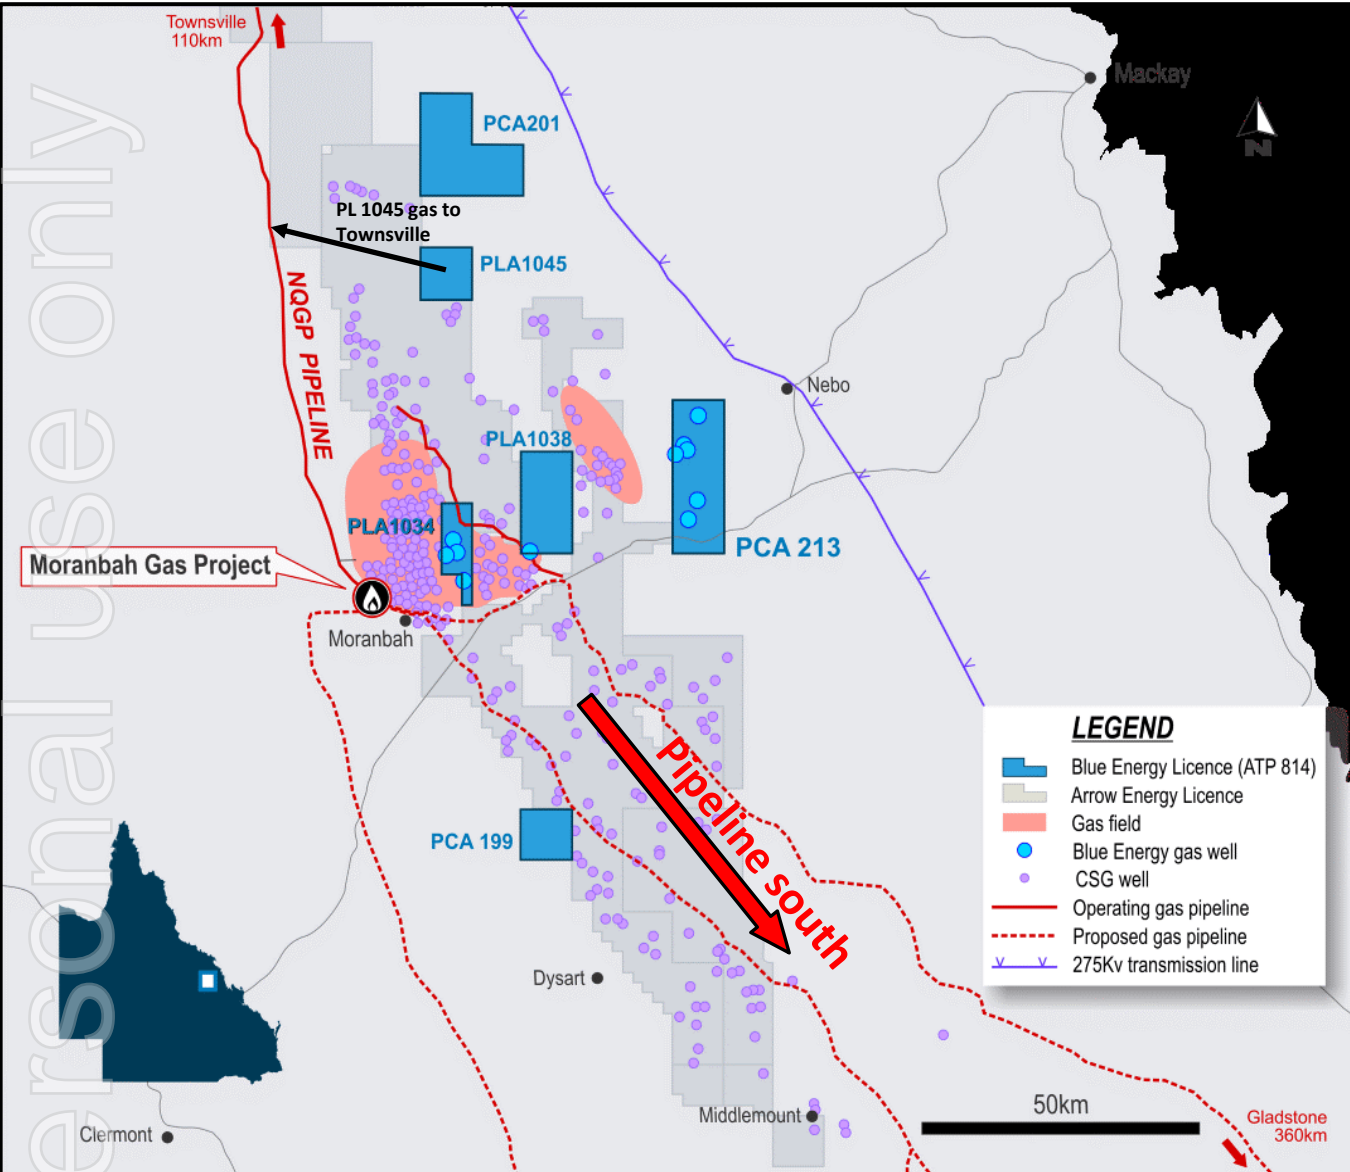 Townsville
110km
Mackay
N
PCA201
PL 1045 gas to
Townsville
PLA1045
NQGP PIPELINE
Nebo
PLA1038
PLA1034
PCA 213
Moranbah Gas Project
Moranbah
Pipeline south
LEGEND
Blue Energy Licence (ATP 814)
Arrow Energy Licence
Gas field
Blue Energy gas well
CSG well
Operating gas pipeline
Proposed gas pipeline
275Kv transmission line
PCA 199
Dysart
Middlemount
50km
Gladstone
360km
Clermont
ersonal use only